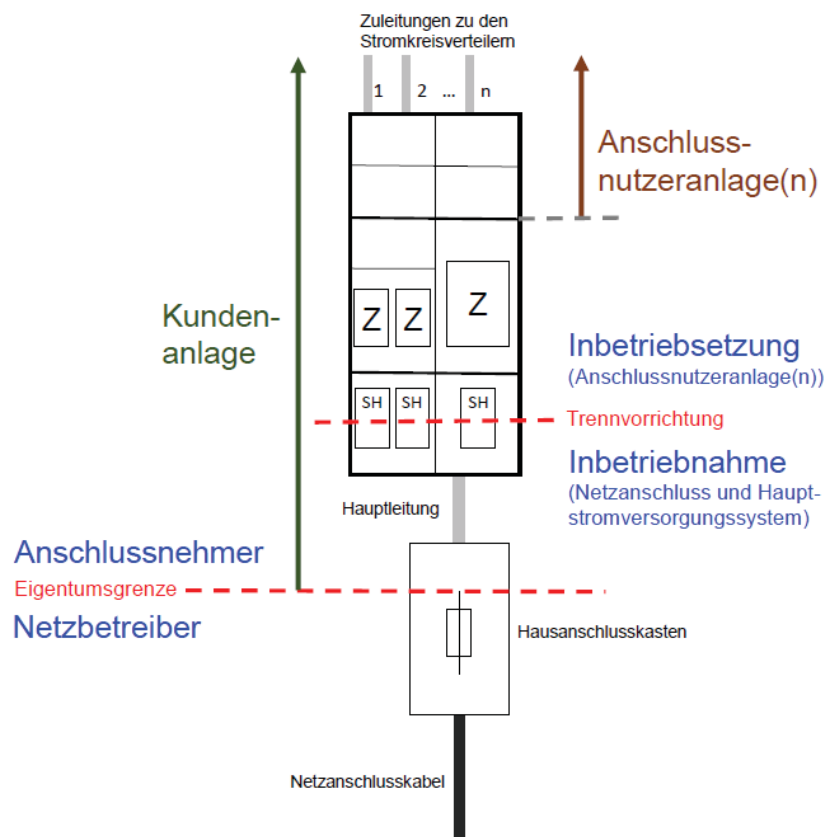 Zuleitungen zu den
Stromkreisverteilern
1 2 ... n
Anschluss-
nutzeranlage(n)
Kunden-
anlage
Z Z Z
Inbetriebsetzung
(Anschlussnutzeranlage(n))
SH SH SH
Trennvorrichtung
Inbetriebnahme
(Netzanschluss und Haupt-
stromversorgungssystem)
Hauptleitung
Anschlussnehmer
Eigentumsgrenze
Netzbetreiber
Hausanschlusskasten
Netzanschlusskabel